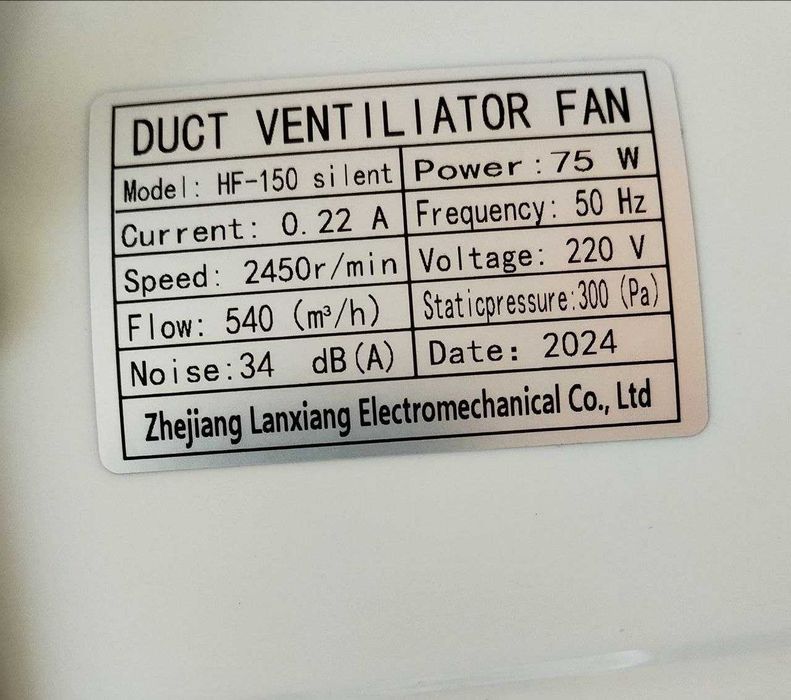 DUCT VENTILIATOR FAN
Model: HF-150 silent Power:75 W
Current: 0.22 A Frequency: 50 Hz
Speed: 2450r/min Voltage: 220 V
Flow: 540 (m³/h) Staticpressure:300 (Pa)
Noise:34 dB(A) Date: 2024
Zhejiang Lanxiang Electromechanical Co., Ltd